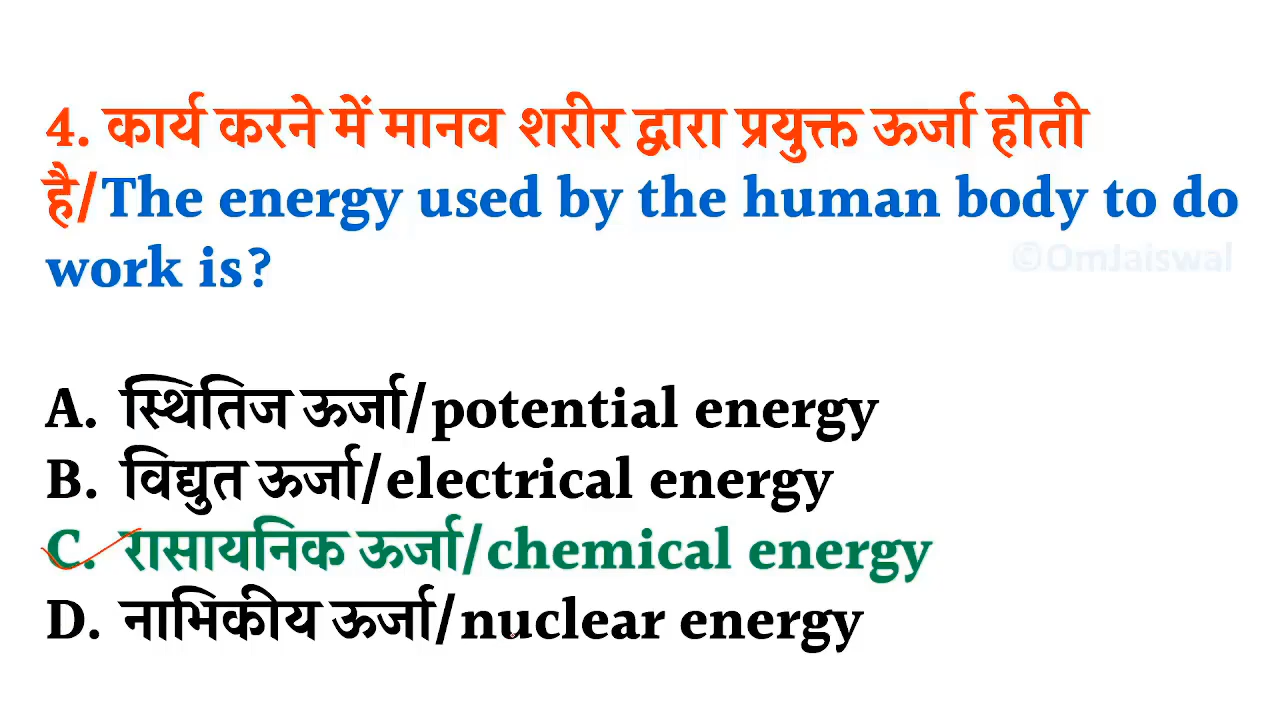 4. कार्य करने में मानव शरीर द्वारा प्रयुक्त ऊर्जा होती
है/The energy used by the human body to do
work is?
©OmJaiswal
A. स्थितिज ऊर्जा/potential energy
B. विद्युत ऊर्जा/electrical energy
C. रासायनिक ऊर्जा/chemical energy
D. नाभिकीय ऊर्जा/nuclear energy